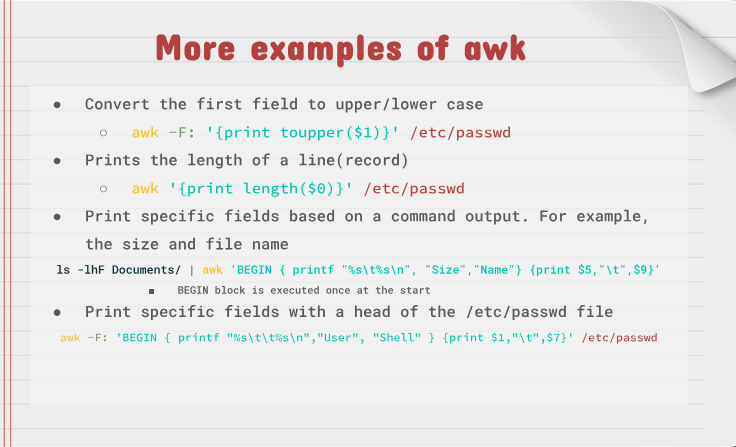 More examples of awk
● Convert the first field to upper/lower case
○ awk -F: '{print toupper($1)}' /etc/passwd
● Prints the length of a line(record)
○ awk '{print length($0)}' /etc/passwd
● Print specific fields based on a command output. For example,
the size and file name
ls -lhF Documents/ | awk 'BEGIN { printf "%s\t%s\n", "Size","Name"} {print $5,"\t",$9}'
■ BEGIN block is executed once at the start
● Print specific fields with a head of the /etc/passwd file
awk -F: 'BEGIN { printf "%s\t\t%s\n","User", "Shell" } {print $1,"\t",$7}' /etc/passwd